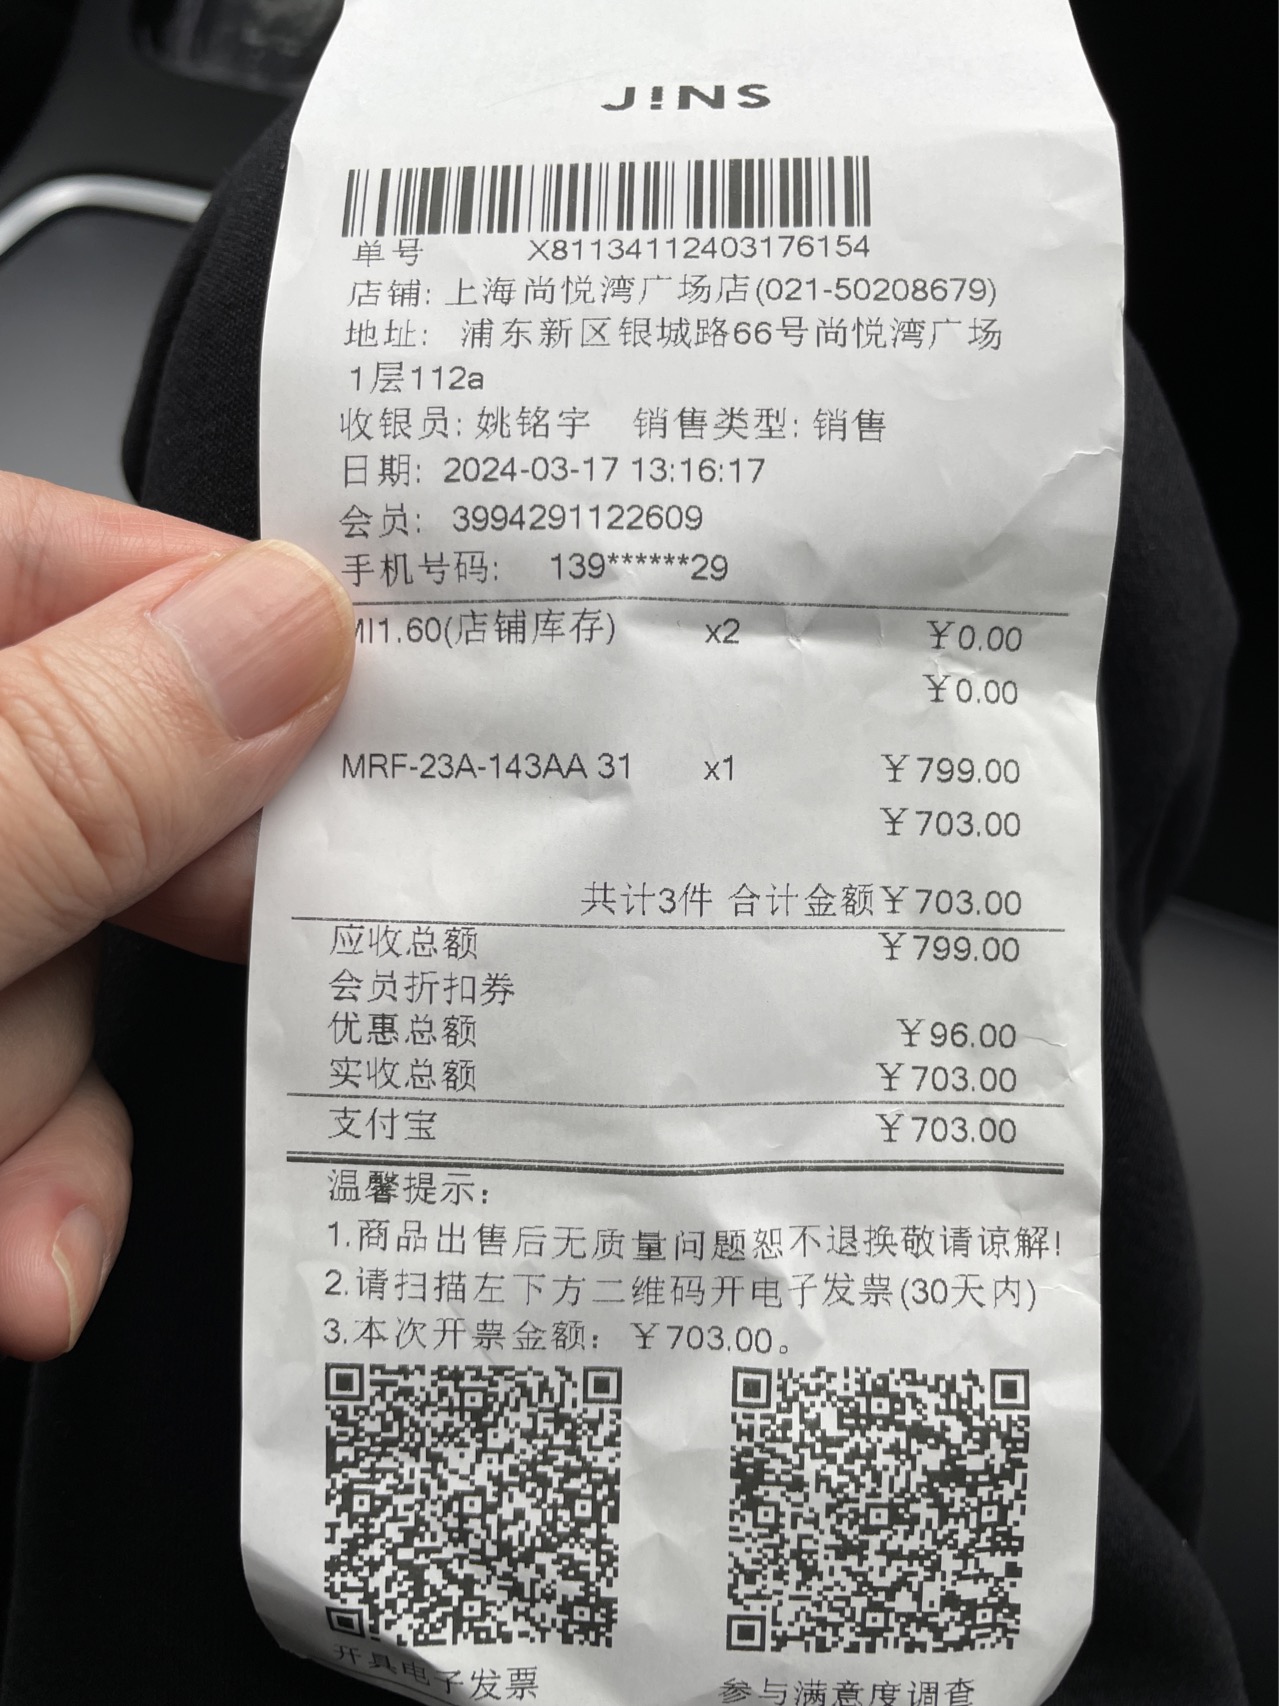 J!NS
单号 X81134112403176154
店铺: 上海尚悦湾广场店(021-50208679)
地址: 浦东新区银城路66号尚悦湾广场
1层112a
收银员: 姚铭宇 销售类型: 销售
日期: 2024-03-17 13:16:17
会员: 3994291122609
手机号码: 139******29
MI1.60(店铺库存) x2 ¥0.00
¥0.00
MRF-23A-143AA 31 x1 ¥799.00
¥703.00
共计3件 合计金额¥703.00
应收总额 ¥799.00
会员折扣券
优惠总额 ¥96.00
实收总额 ¥703.00
支付宝 ¥703.00
温馨提示:
1.商品出售后无质量问题恕不退换敬请谅解!
2.请扫描左下方二维码开电子发票(30天内)
3.本次开票金额: ¥703.00。
开具电子发票 参与满意度调查